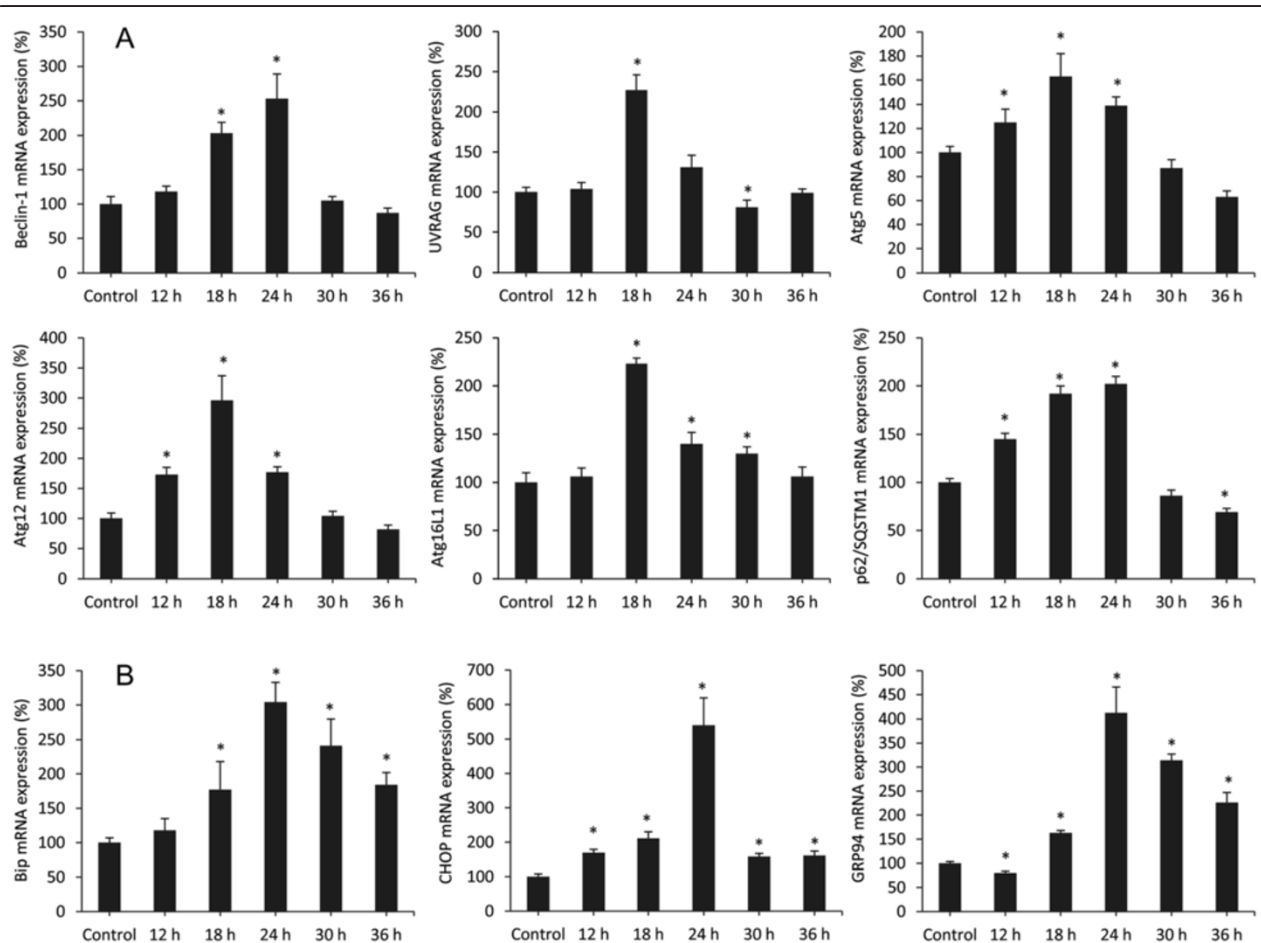 A
Beclin-1 mRNA expression (%)
350
300
250
200
150
100
50
0
Control 12 h 18 h 24 h 30 h 36 h
* *
UVRAG mRNA expression (%)
300
250
200
150
100
50
0
Control 12 h 18 h 24 h 30 h 36 h
* *
Atg5 mRNA expression (%)
200
180
160
140
120
100
80
60
40
20
0
Control 12 h 18 h 24 h 30 h 36 h
* * *
Atg12 mRNA expression (%)
400
350
300
250
200
150
100
50
0
Control 12 h 18 h 24 h 30 h 36 h
* * *
Atg16L1 mRNA expression (%)
250
200
150
100
50
0
Control 12 h 18 h 24 h 30 h 36 h
* * *
p62/SQSTM1 mRNA expression (%)
250
200
150
100
50
0
Control 12 h 18 h 24 h 30 h 36 h
* * * *
B
Bip mRNA expression (%)
350
300
250
200
150
100
50
0
Control 12 h 18 h 24 h 30 h 36 h
* * * *
CHOP mRNA expression (%)
700
600
500
400
300
200
100
0
Control 12 h 18 h 24 h 30 h 36 h
* * * * *
GRP94 mRNA expression (%)
500
450
400
350
300
250
200
150
100
50
0
Control 12 h 18 h 24 h 30 h 36 h
* * * * *